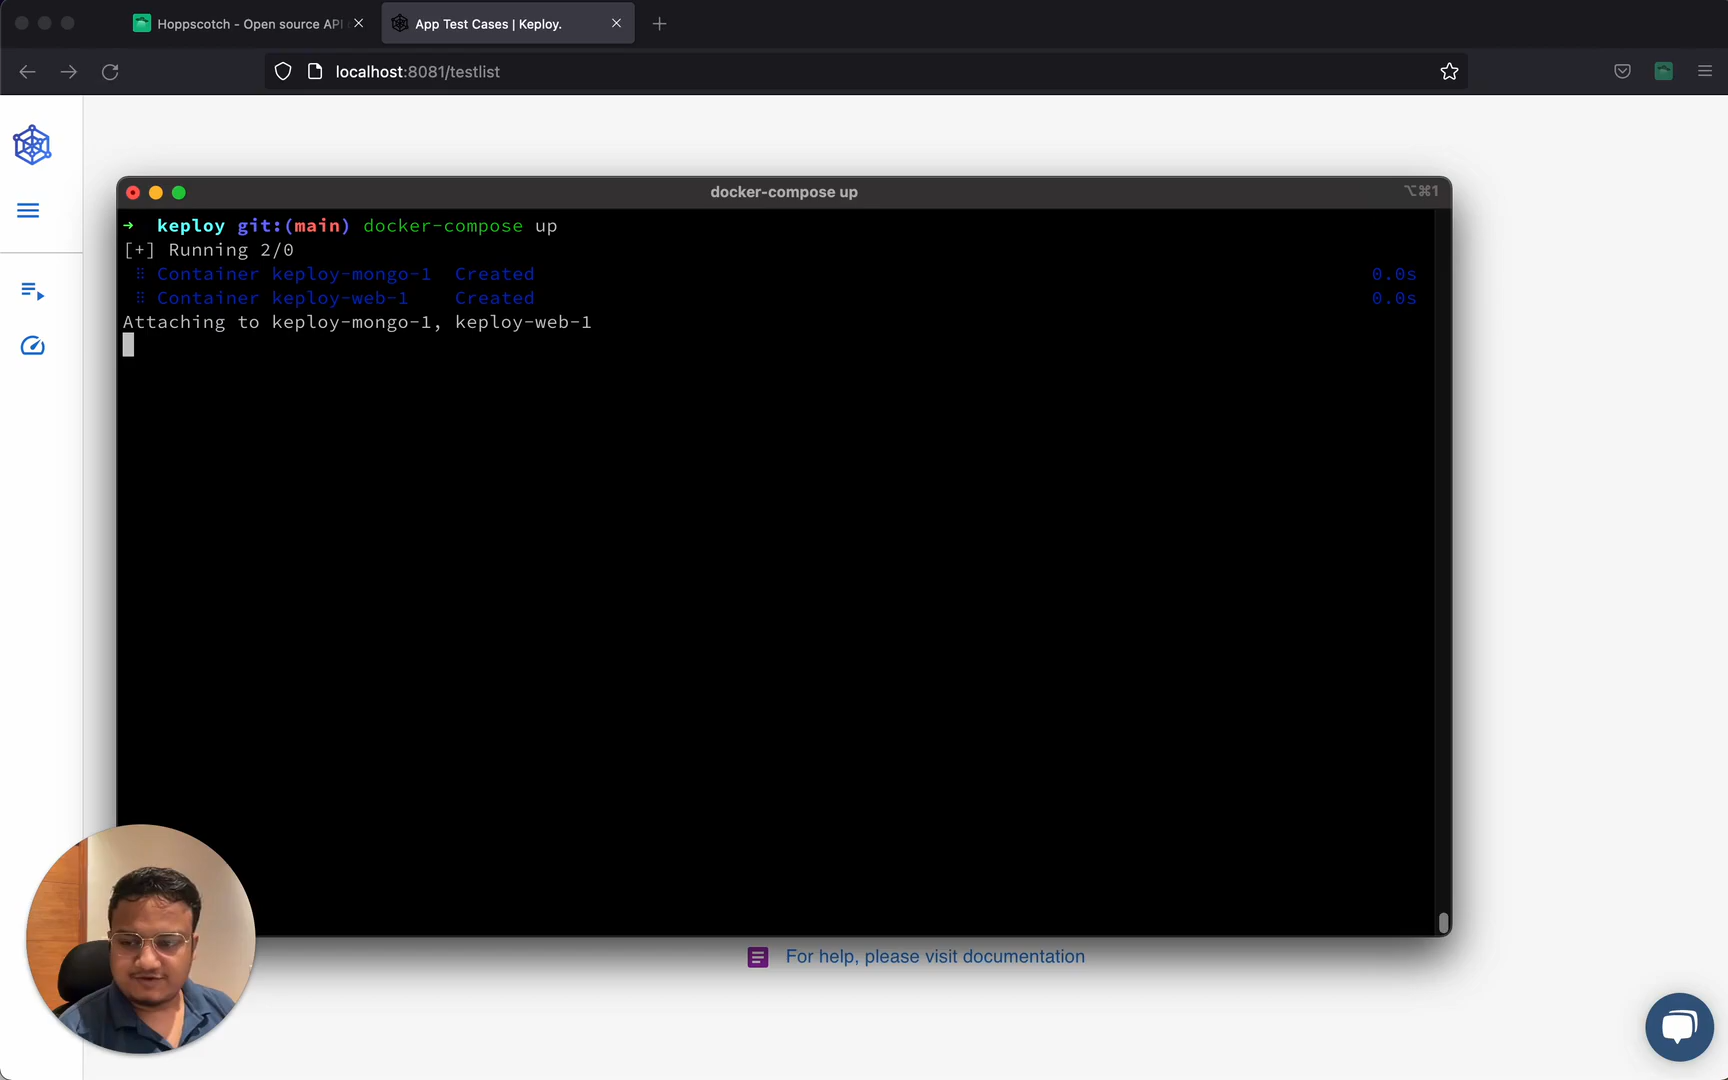 Hoppscotch - Open source API
App Test Cases | Keploy.
localhost:8081/testlist
docker-compose up
⌥⌘1
➜ keploy git:(main) docker-compose up
[+] Running 2/0
⠿ Container keploy-mongo-1 Created 0.0s
⠿ Container keploy-web-1 Created 0.0s
Attaching to keploy-mongo-1, keploy-web-1
For help, please visit documentation